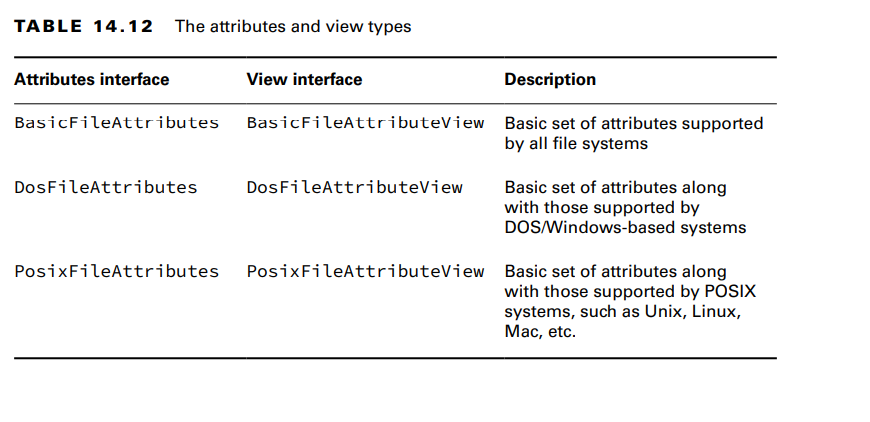 TABLE 14.12 The attributes and view types
Attributes interface View interface Description
BasicFileAttributes BasicFileAttributeView Basic set of attributes supported
by all file systems
DosFileAttributes DosFileAttributeView Basic set of attributes along
with those supported by
DOS/Windows-based systems
PosixFileAttributes PosixFileAttributeView Basic set of attributes along
with those supported by POSIX
systems, such as Unix, Linux,
Mac, etc.